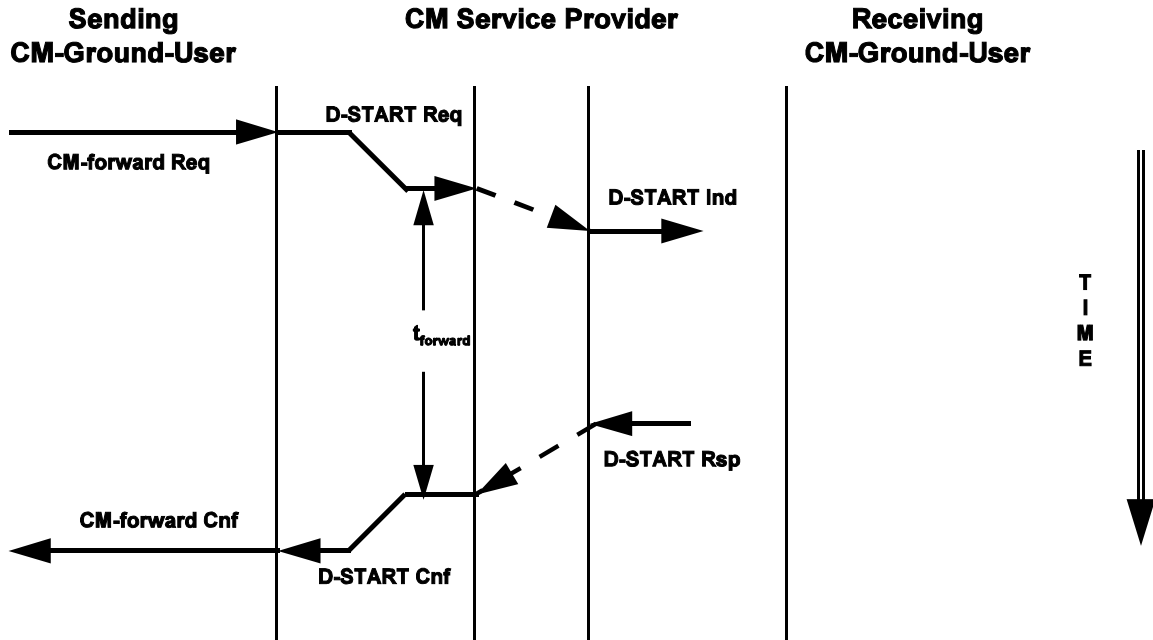 Sending
CM-Ground-User
CM Service Provider
Receiving
CM-Ground-User
D-START Req
CM-forward Req
D-START Ind
T
I
M
E
tforward
D-START Rsp
CM-forward Cnf
D-START Cnf